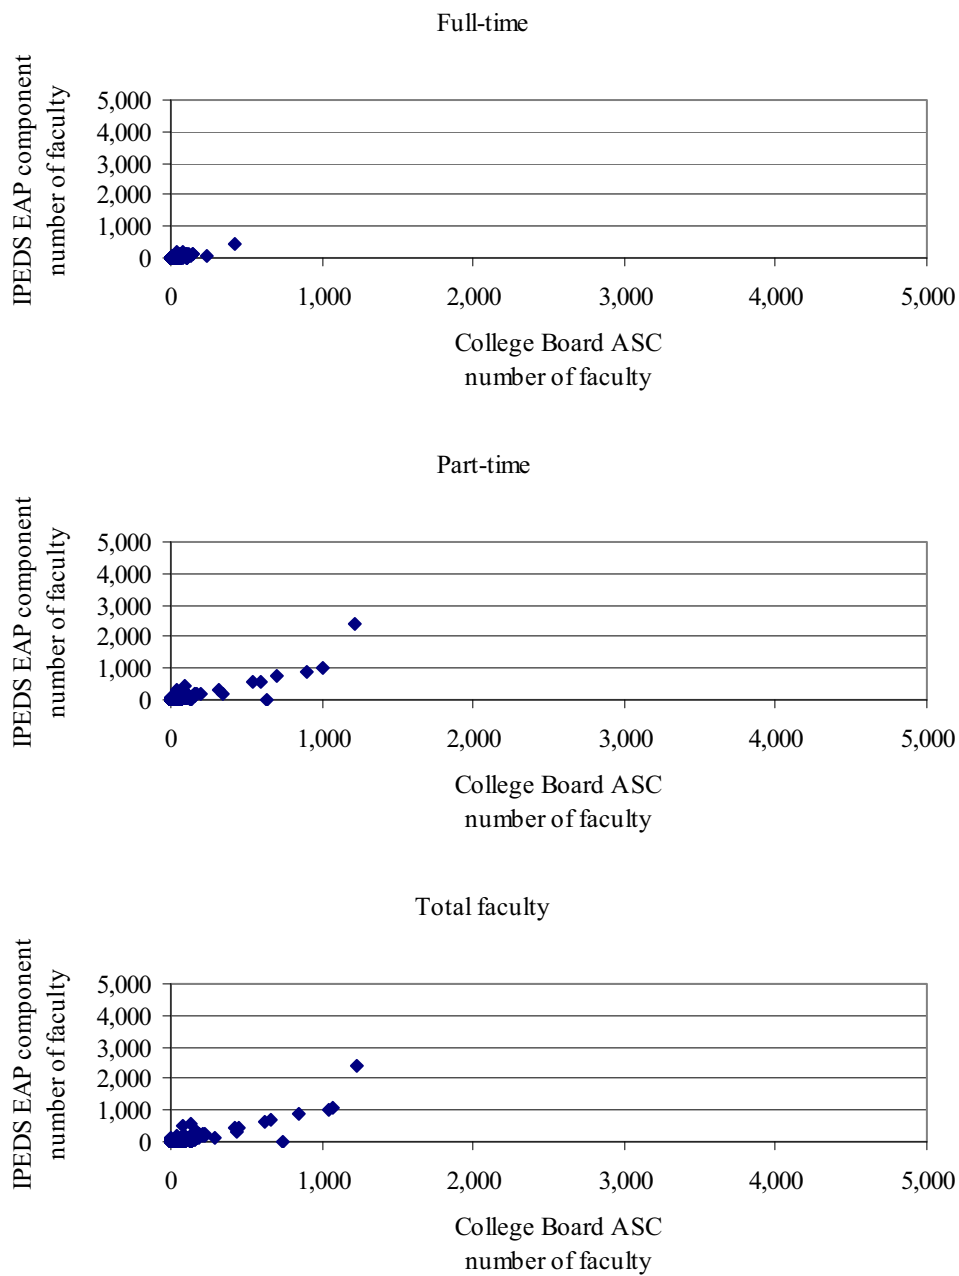 Full-time
IPEDS EAP component
number of faculty
5,000
4,000
3,000
2,000
1,000
0
0 1,000 2,000 3,000 4,000 5,000
College Board ASC
number of faculty
Part-time
IPEDS EAP component
number of faculty
5,000
4,000
3,000
2,000
1,000
0
0 1,000 2,000 3,000 4,000 5,000
College Board ASC
number of faculty
Total faculty
IPEDS EAP component
number of faculty
5,000
4,000
3,000
2,000
1,000
0
0 1,000 2,000 3,000 4,000 5,000
College Board ASC
number of faculty